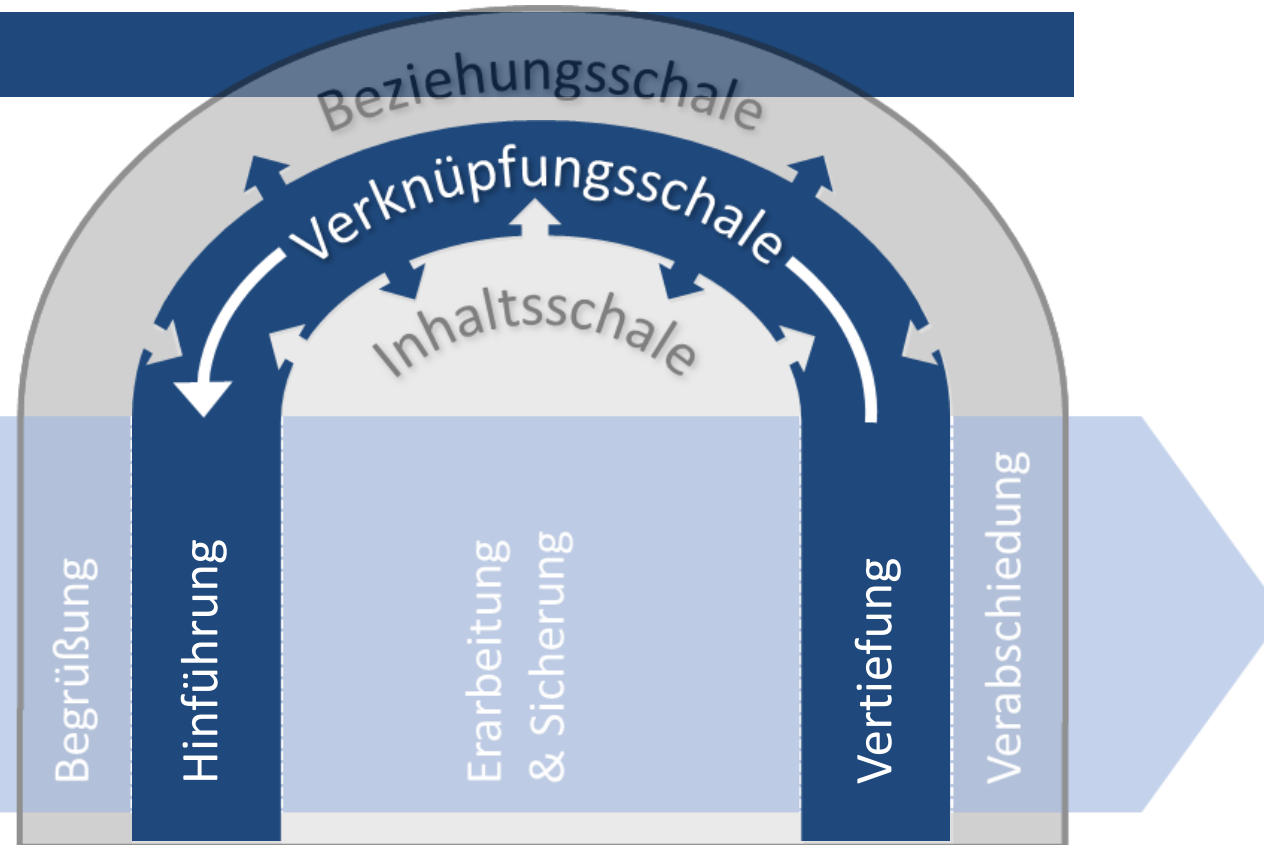 Beziehungsschale
Verknüpfungsschale
Inhaltsschale
Begrüßung
Hinführung
Erarbeitung
& Sicherung
Vertiefung
Verabschiedung